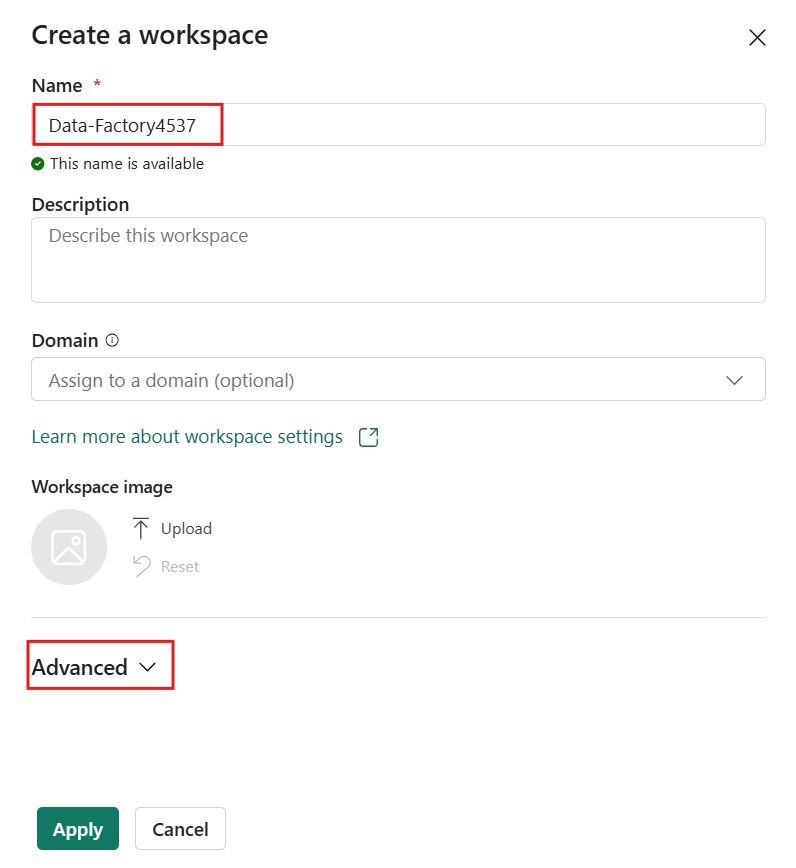 Create a workspace
Name *
Data-Factory4537
This name is available
Description
Describe this workspace
Domain
Assign to a domain (optional)
Learn more about workspace settings
Workspace image
Upload
Reset
Advanced
Apply Cancel